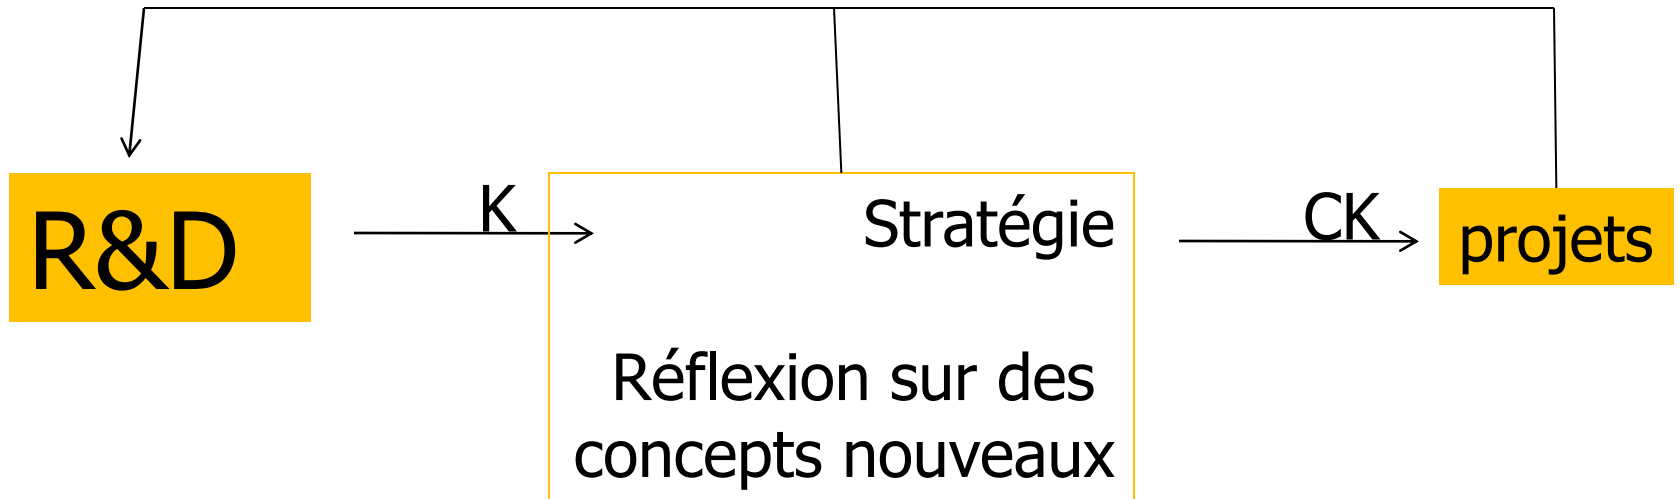 R&D
K
Stratégie
Réflexion sur des
concepts nouveaux
CK
projets